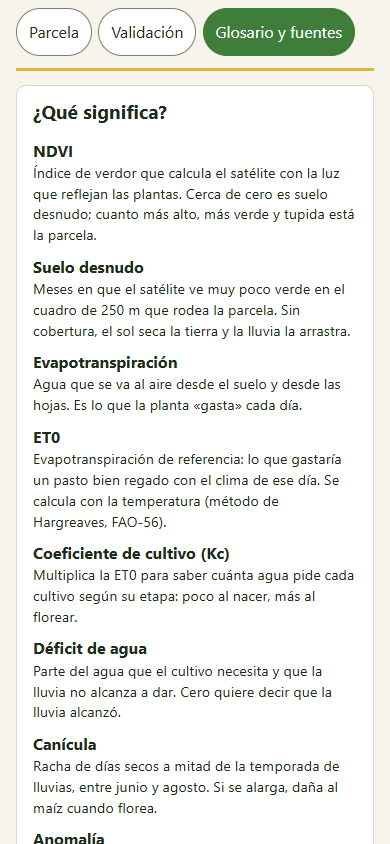 Parcela
Validación
Glosario y fuentes
¿Qué significa?
NDVI
Índice de verdor que calcula el satélite con la luz
que reflejan las plantas. Cerca de cero es suelo
desnudo; cuanto más alto, más verde y tupida está
la parcela.
Suelo desnudo
Meses en que el satélite ve muy poco verde en el
cuadro de 250 m que rodea la parcela. Sin
cobertura, el sol seca la tierra y la lluvia la arrastra.
Evapotranspiración
Agua que se va al aire desde el suelo y desde las
hojas. Es lo que la planta «gasta» cada día.
ET0
Evapotranspiración de referencia: lo que gastaría
un pasto bien regado con el clima de ese día. Se
calcula con la temperatura (método de
Hargreaves, FAO-56).
Coeficiente de cultivo (Kc)
Multiplica la ET0 para saber cuánta agua pide cada
cultivo según su etapa: poco al nacer, más al
florear.
Déficit de agua
Parte del agua que el cultivo necesita y que la
lluvia no alcanza a dar. Cero quiere decir que la
lluvia alcanzó.
Canícula
Racha de días secos a mitad de la temporada de
lluvias, entre junio y agosto. Si se alarga, daña al
maíz cuando florea.
Anomalía